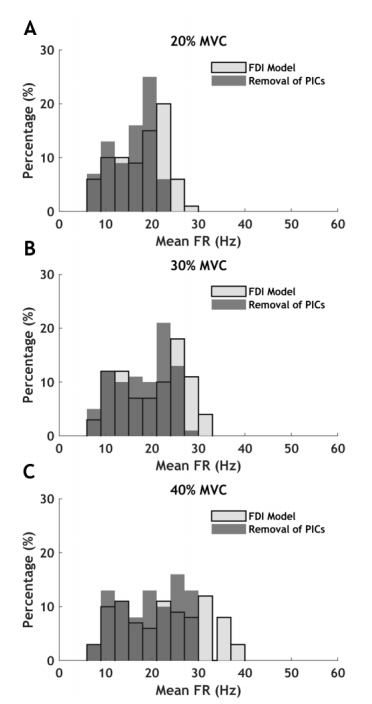 A
20% MVC
30
20
10
0
Percentage (%)
FDI Model
Removal of PICs
0 10 20 30 40 50 60
Mean FR (Hz)
B
30% MVC
30
20
10
0
Percentage (%)
FDI Model
Removal of PICs
0 10 20 30 40 50 60
Mean FR (Hz)
C
40% MVC
30
20
10
0
Percentage (%)
FDI Model
Removal of PICs
0 10 20 30 40 50 60
Mean FR (Hz)